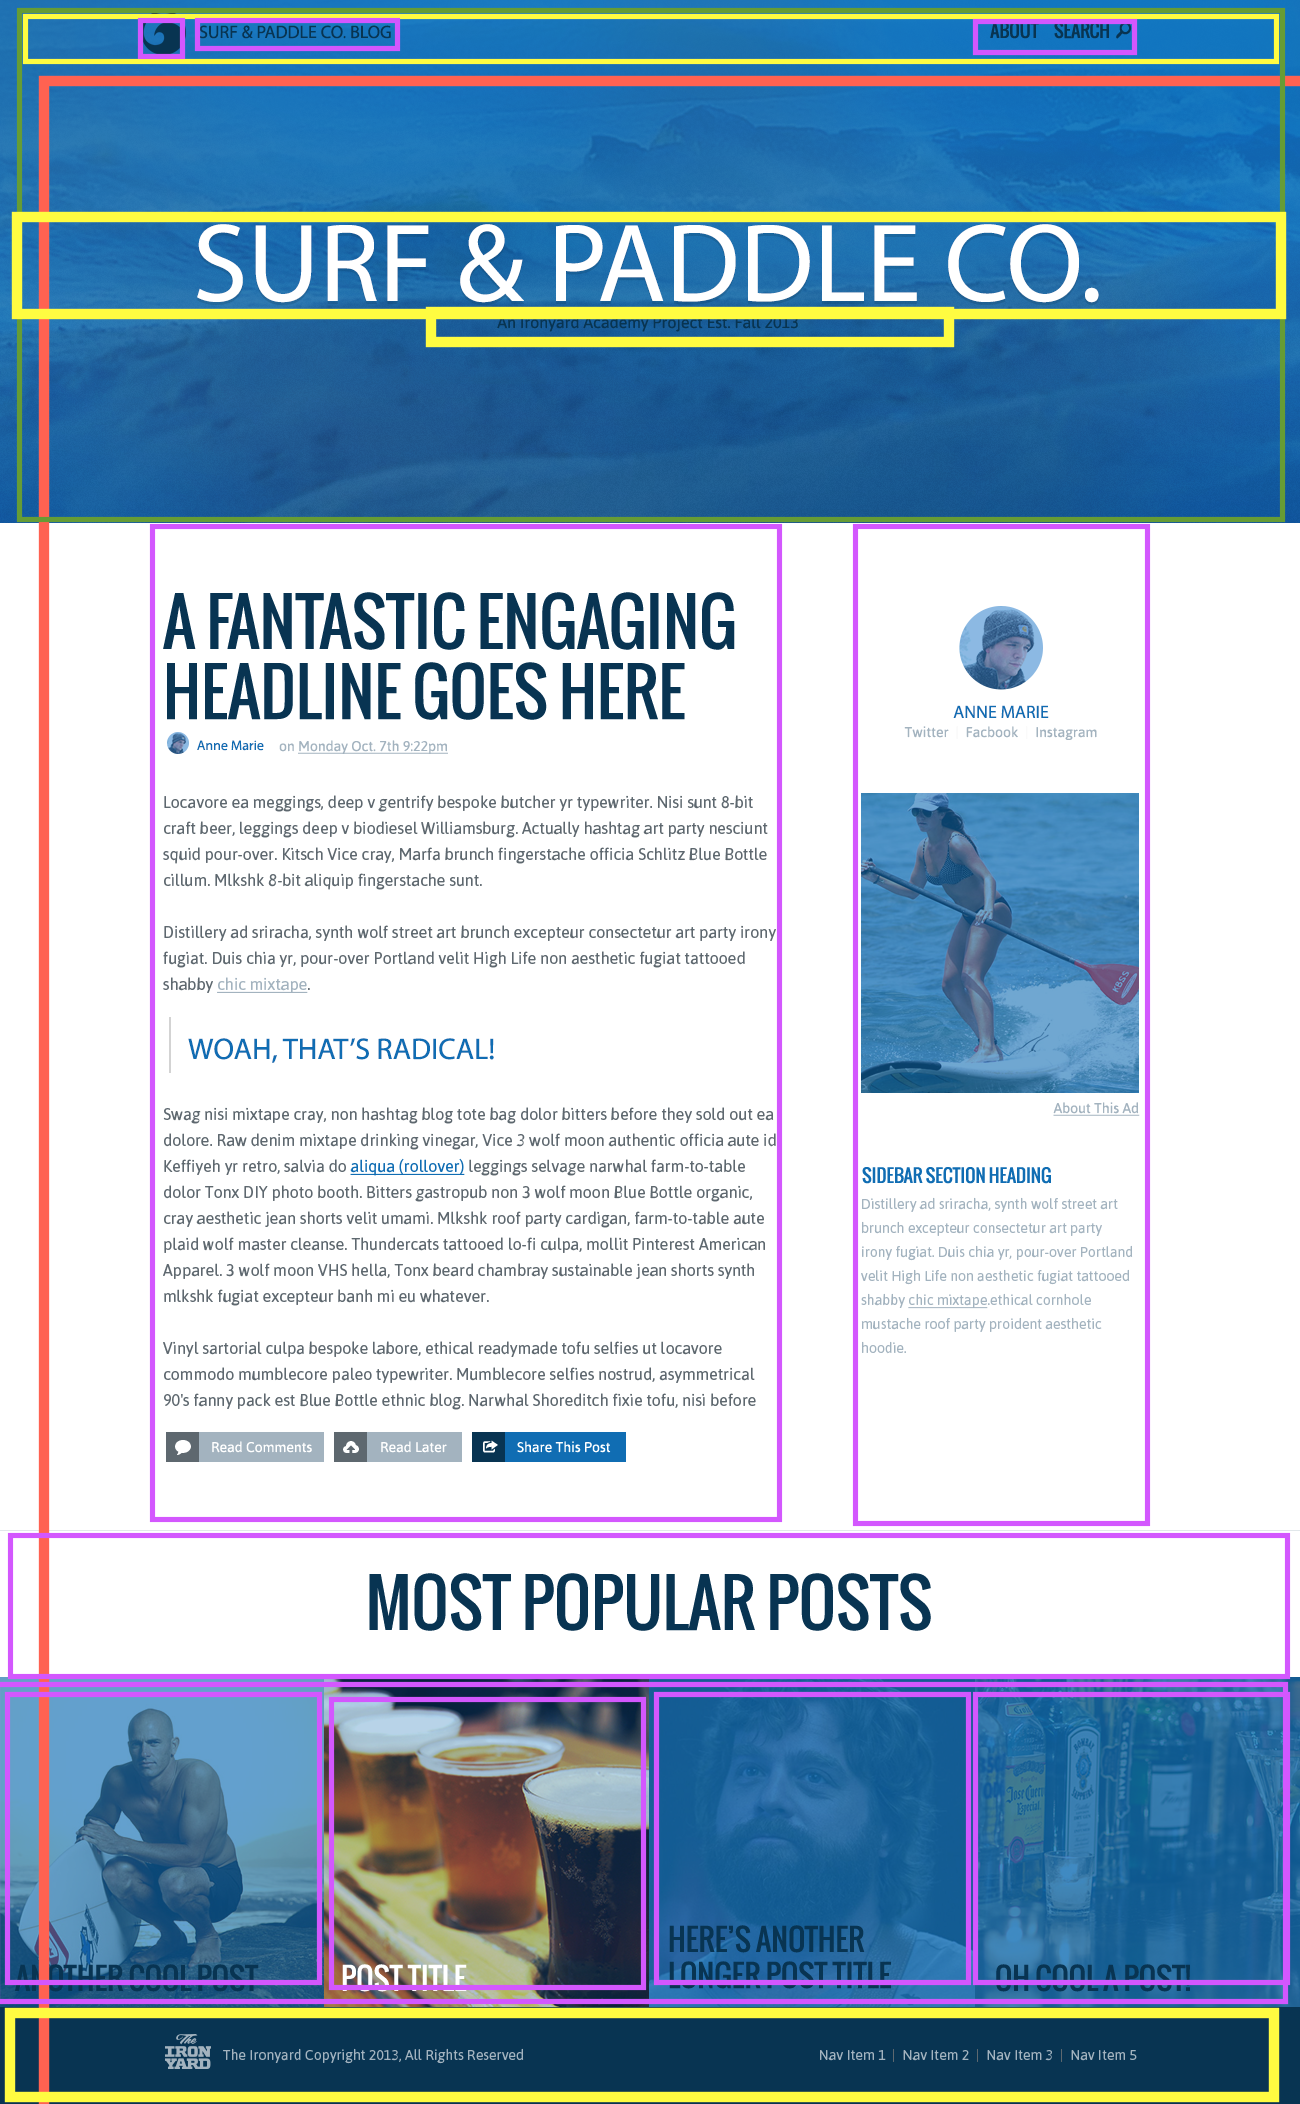 SURF & PADDLE CO. BLOG
ABOUT SEARCH
SURF & PADDLE CO.
An Ironyard Academy Project Est. Fall 2013
A FANTASTIC ENGAGING
HEADLINE GOES HERE
Anne Marie on Monday Oct. 7th 9:22pm
Locavore ea meggings, deep v gentrify bespoke butcher yr typewriter. Nisi sunt 8-bit
craft beer, leggings deep v biodiesel Williamsburg. Actually hashtag art party nesciunt
squid pour-over. Kitsch Vice cray, Marfa brunch fingerstache officia Schlitz Blue Bottle
cillum. Mlkshk 8-bit aliquip fingerstache sunt.
Distillery ad sriracha, synth wolf street art brunch excepteur consectetur art party irony
fugiat. Duis chia yr, pour-over Portland velit High Life non aesthetic fugiat tattooed
shabby chic mixtape.
WOAH, THAT'S RADICAL!
Swag nisi mixtape cray, non hashtag blog tote bag dolor bitters before they sold out ea
dolore. Raw denim mixtape drinking vinegar, Vice 3 wolf moon authentic officia aute id
Keffiyeh yr retro, salvia do aliqua (rollover) leggings selvage narwhal farm-to-table
dolor Tonx DIY photo booth. Bitters gastropub non 3 wolf moon Blue Bottle organic,
cray aesthetic jean shorts velit umami. Mlkshk roof party cardigan, farm-to-table aute
plaid wolf master cleanse. Thundercats tattooed lo-fi culpa, mollit Pinterest American
Apparel. 3 wolf moon VHS hella, Tonx beard chambray sustainable jean shorts synth
mlkshk fugiat excepteur banh mi eu whatever.
Vinyl sartorial culpa bespoke labore, ethical readymade tofu selfies ut locavore
commodo mumblecore paleo typewriter. Mumblecore selfies nostrud, asymmetrical
90's fanny pack est Blue Bottle ethnic blog. Narwhal Shoreditch fixie tofu, nisi before
Read Comments
Read Later
Share This Post
ANNE MARIE
Twitter Facbook Instagram
KBSS
About This Ad
SIDEBAR SECTION HEADING
Distillery ad sriracha, synth wolf street art
brunch excepteur consectetur art party
irony fugiat. Duis chia yr, pour-over Portland
velit High Life non aesthetic fugiat tattooed
shabby chic mixtape.ethical cornhole
mustache roof party proident aesthetic
hoodie.
MOST POPULAR POSTS
ANOTHER COOL POST
POST TITLE
HERE'S ANOTHER
LONGER POST TITLE
Jose Cuervo
Especial
BOMBAY
OH COOL A POST!
The
IRON
YARD
The Ironyard Copyright 2013, All Rights Reserved
Nav Item 1 | Nav Item 2 | Nav Item 3 | Nav Item 5